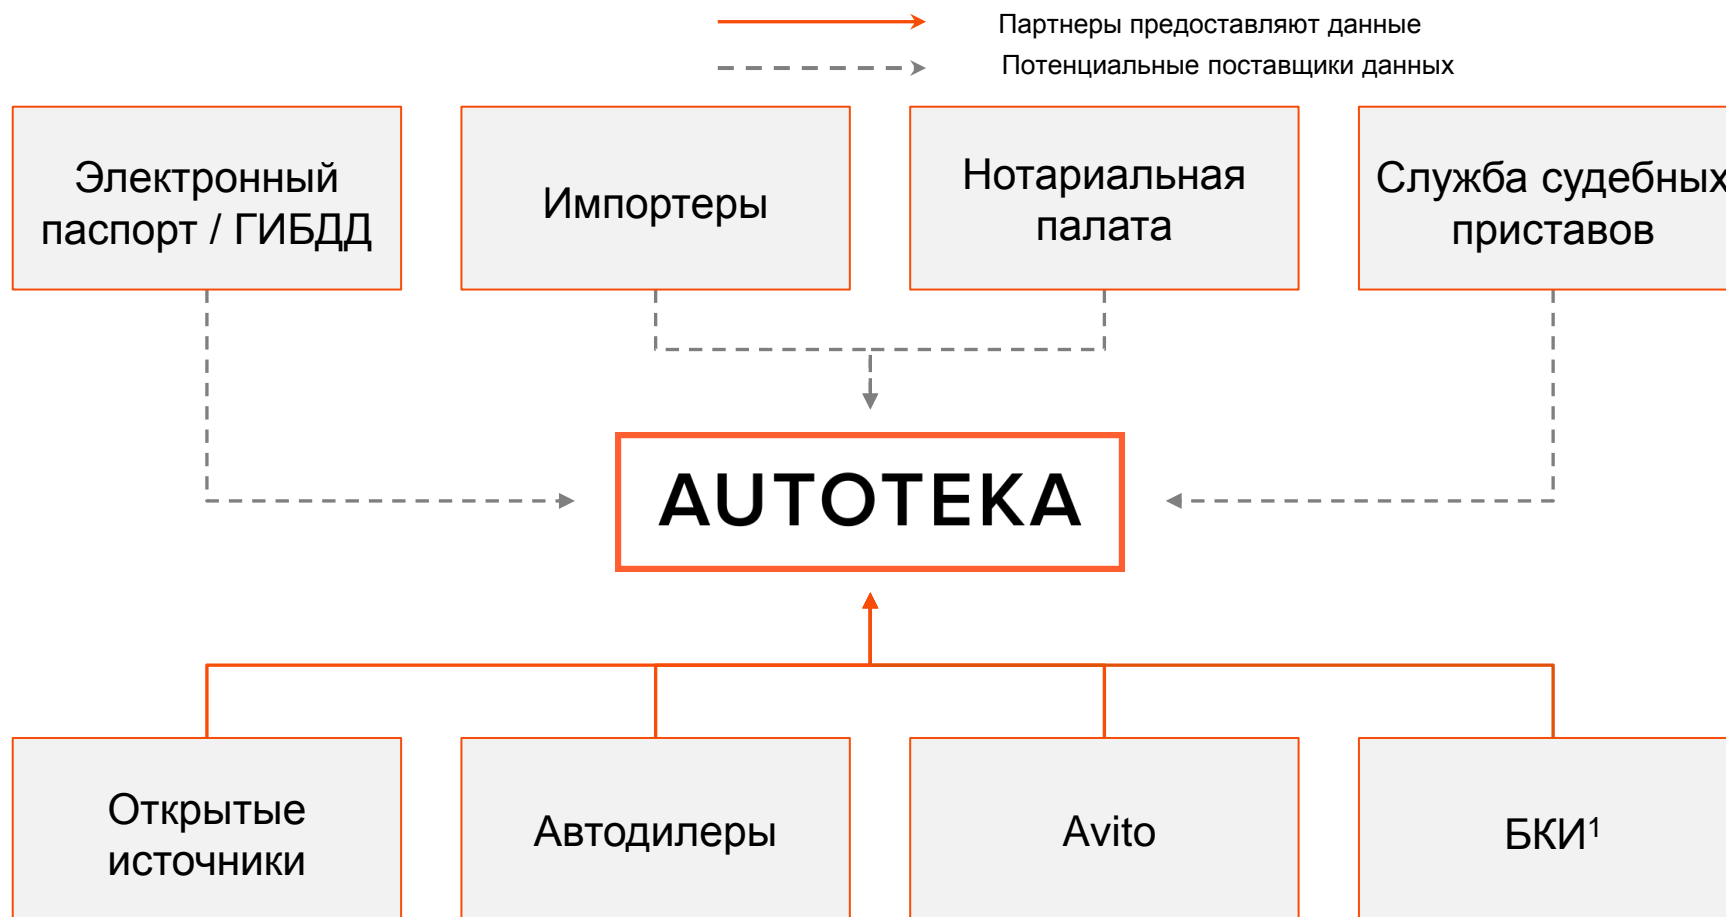 Партнеры предоставляют данные
Потенциальные поставщики данных
Электронный
паспорт / ГИБДД
Импортеры
Нотариальная
палата
Служба судебных
приставов
AUTOTEKA
Открытые
источники
Автодилеры
Avito
БКИ¹